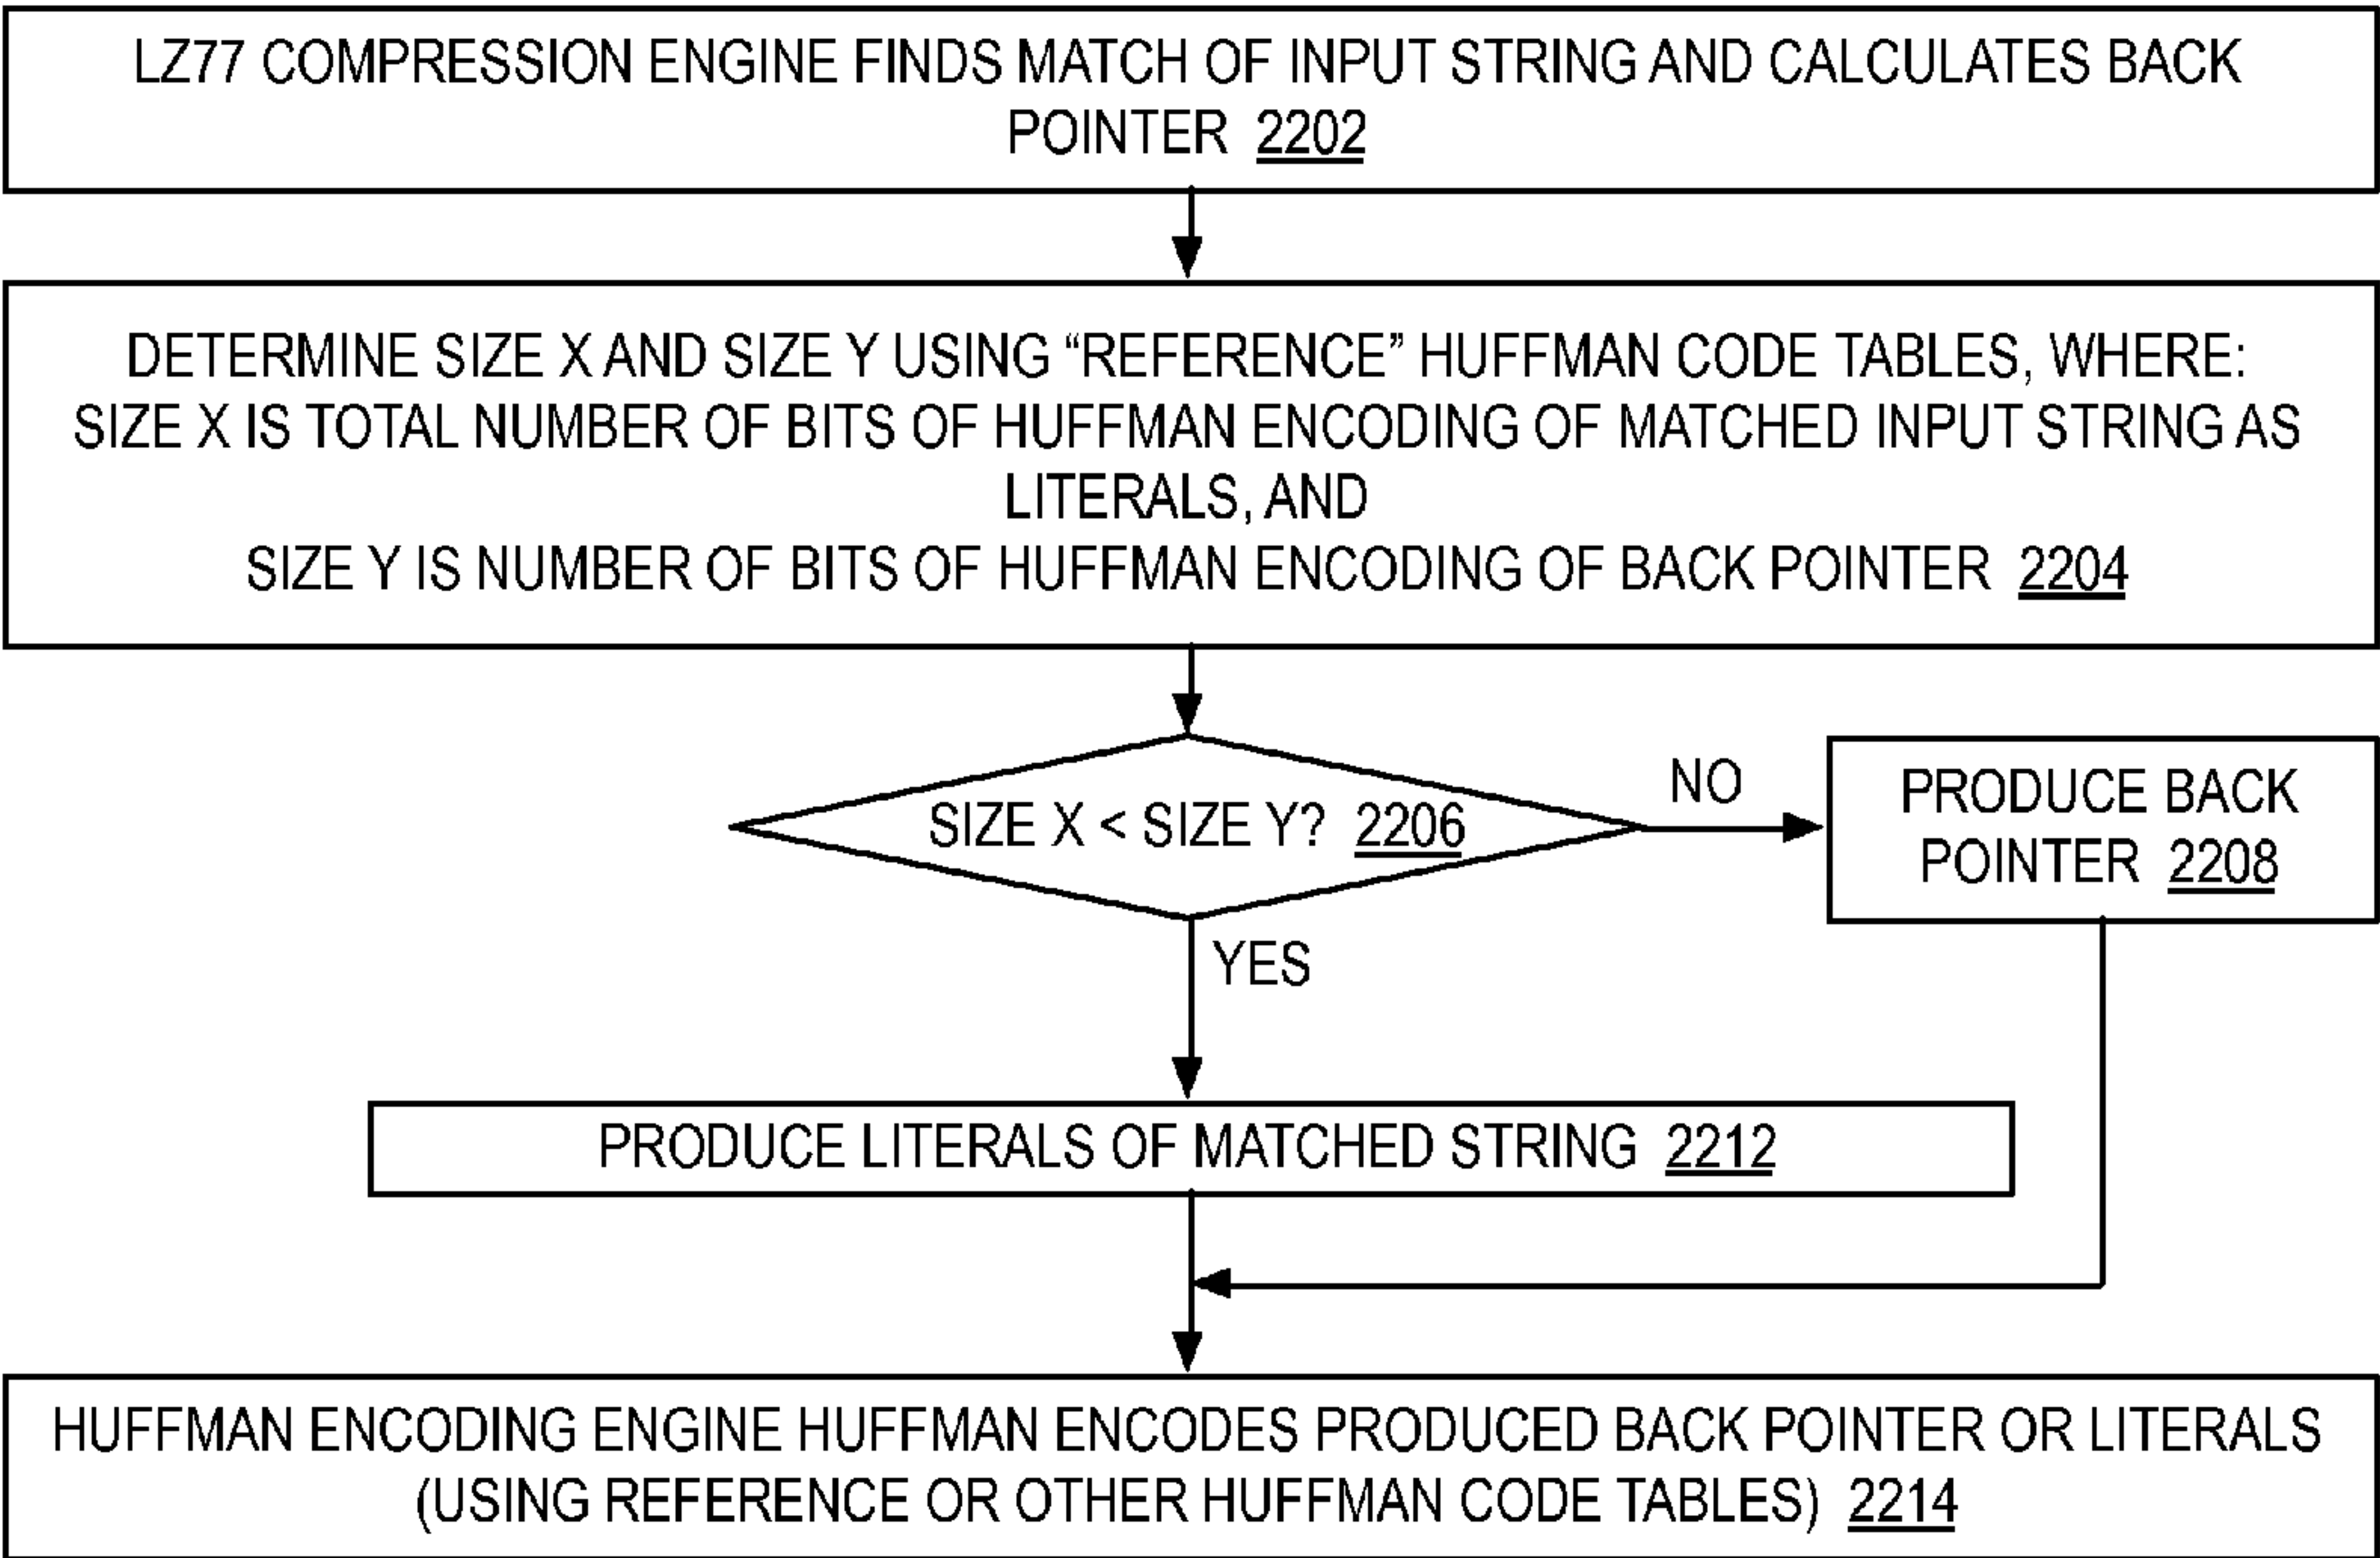 LZ77 COMPRESSION ENGINE FINDS MATCH OF INPUT STRING AND CALCULATES BACK
POINTER 2202
DETERMINE SIZE X AND SIZE Y USING “REFERENCE” HUFFMAN CODE TABLES, WHERE:
SIZE X IS TOTAL NUMBER OF BITS OF HUFFMAN ENCODING OF MATCHED INPUT STRING AS
LITERALS, AND
SIZE Y IS NUMBER OF BITS OF HUFFMAN ENCODING OF BACK POINTER 2204
SIZE X < SIZE Y? 2206
NO
PRODUCE BACK
POINTER 2208
YES
PRODUCE LITERALS OF MATCHED STRING 2212
HUFFMAN ENCODING ENGINE HUFFMAN ENCODES PRODUCED BACK POINTER OR LITERALS
(USING REFERENCE OR OTHER HUFFMAN CODE TABLES) 2214